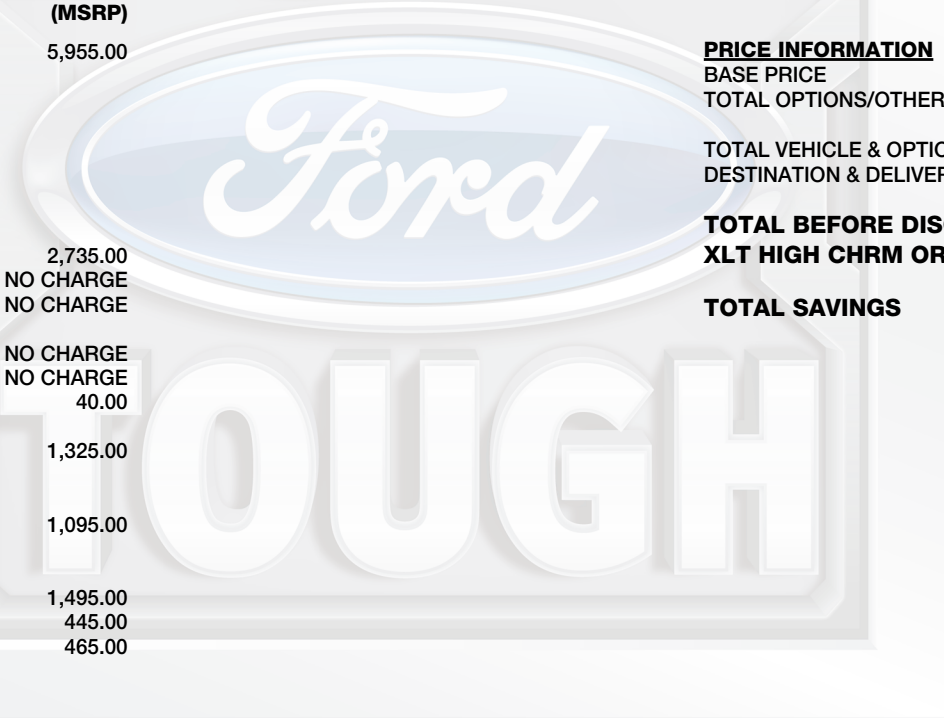 (MSRP)
5,955.00
2,735.00
NO CHARGE
NO CHARGE
NO CHARGE
NO CHARGE
40.00
1,325.00
1,095.00
1,495.00
445.00
465.00
Ford
TOUGH
PRICE INFORMATION
BASE PRICE
TOTAL OPTIONS/OTHER
TOTAL VEHICLE & OPTIO
DESTINATION & DELIVER
TOTAL BEFORE DISC
XLT HIGH CHRM OR
TOTAL SAVINGS